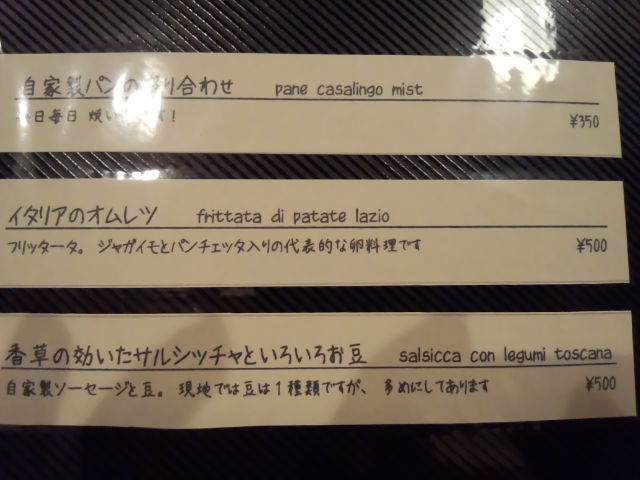 自家製パンの盛り合わせ pane casalingo mist
毎日毎日 焼い す!
¥350
イタリアのオムレツ frittata di patate lazio
フリッタータ。ジャガイモとパンチェッタ入りの代表的な卵料理です ¥500
香草の効いたサルシッチャといろいろお豆 salsicca con legumi toscana
自家製ソーセージと豆。現地では豆は1種類ですが、多めにしてあります ¥500